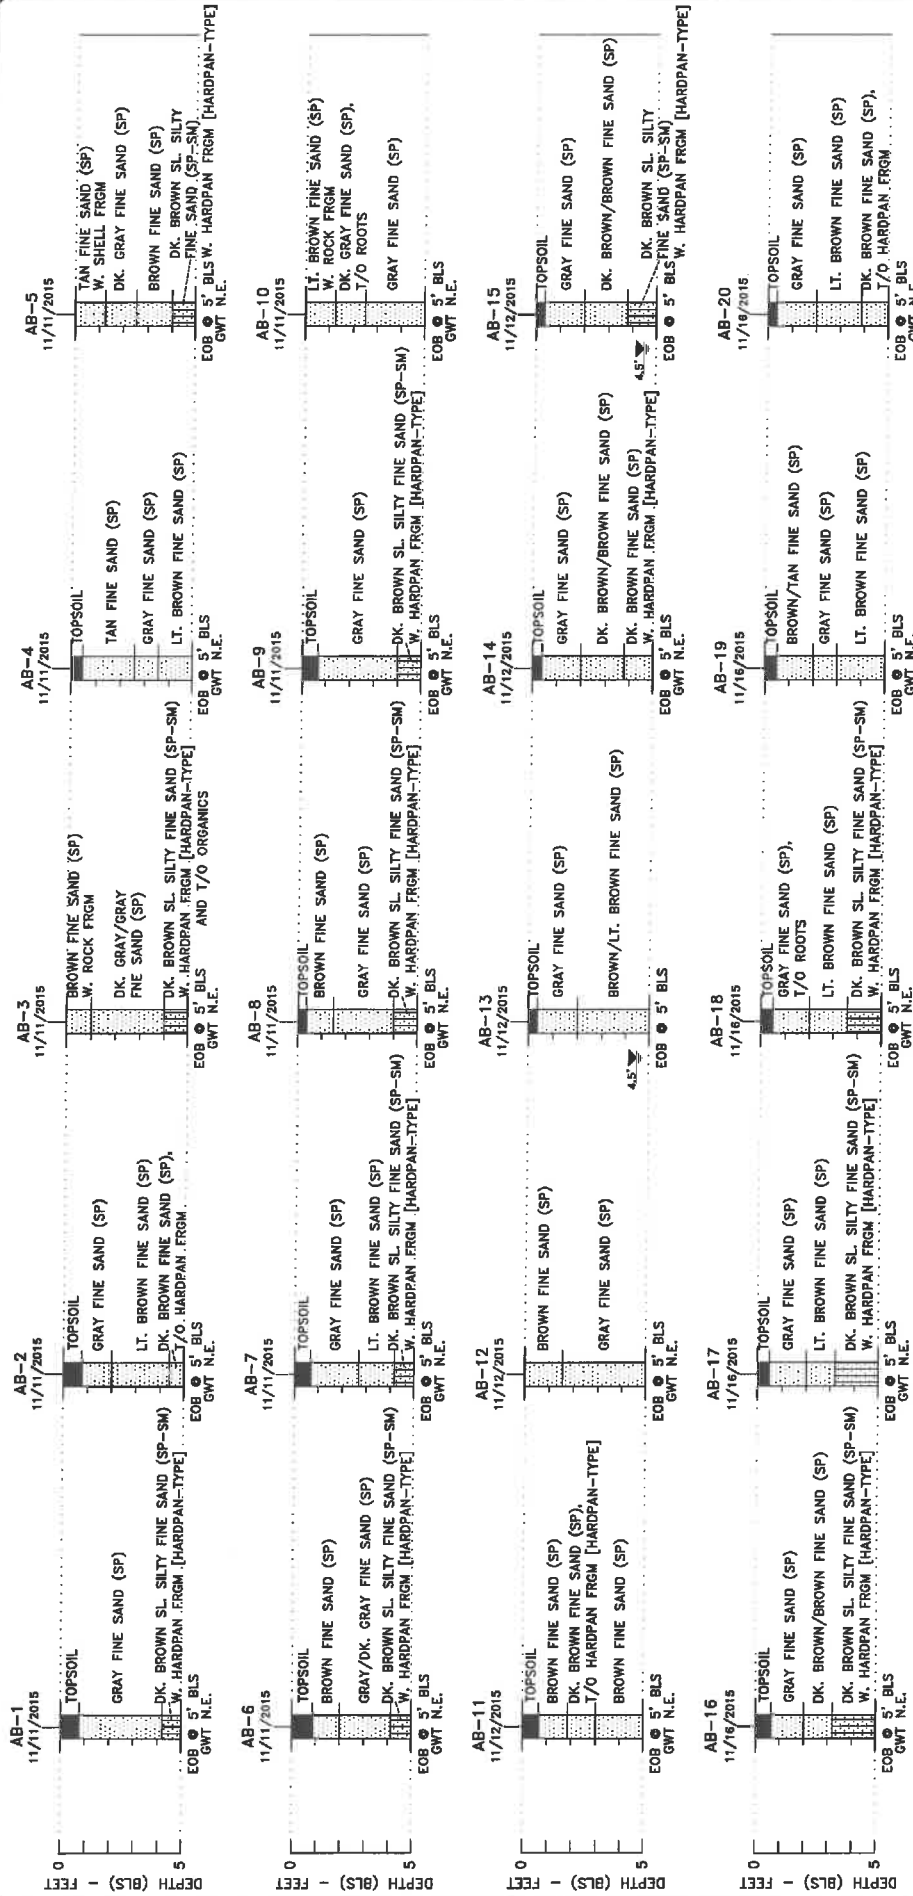 AB-1
11/11/2015
TOPSOIL
GRAY FINE SAND (SP)
DK. BROWN SL. SILTY FINE SAND (SP-SM)
W. HARDPAN FRGM [HARDPAN-TYPE]
EOB 5' BLS
GWT N.E.
AB-2
11/11/2015
TOPSOIL
GRAY FINE SAND (SP)
LT. BROWN FINE SAND (SP)
DK. BROWN FINE SAND (SP),
T/O HARDPAN FRGM
EOB 5' BLS
GWT N.E.
AB-3
11/11/2015
BROWN FINE SAND (SP)
W. ROCK FRGM
DK. GRAY/GRAY
FNE SAND (SP)
DK. BROWN SL. SILTY FINE SAND (SP-SM)
W. HARDPAN FRGM [HARDPAN-TYPE]
AND T/O ORGANICS
EOB 5' BLS
GWT N.E.
AB-4
11/11/2015
TOPSOIL
TAN FINE SAND (SP)
GRAY FINE SAND (SP)
LT. BROWN FINE SAND (SP)
EOB 5' BLS
GWT N.E.
AB-5
11/11/2015
TAN FINE SAND (SP)
W. SHELL FRGM
DK. GRAY FINE SAND (SP)
BROWN FINE SAND (SP)
DK. BROWN SL. SILTY
FINE SAND (SP-SM)
W. HARDPAN FRGM [HARDPAN-TYPE]
EOB 5' BLS
GWT N.E.
DEPTH (BLS) - FEET
0
5
AB-6
11/11/2015
TOPSOIL
BROWN FINE SAND (SP)
GRAY/DK. GRAY FINE SAND (SP)
DK. BROWN SL. SILTY FINE SAND (SP-SM)
W. HARDPAN FRGM [HARDPAN-TYPE]
EOB 5' BLS
GWT N.E.
AB-7
11/11/2015
TOPSOIL
GRAY FINE SAND (SP)
LT. BROWN FINE SAND (SP)
DK. BROWN SL. SILTY FINE SAND (SP-SM)
W. HARDPAN FRGM [HARDPAN-TYPE]
EOB 5' BLS
GWT N.E.
AB-8
11/11/2015
TOPSOIL
BROWN FINE SAND (SP)
GRAY FINE SAND (SP)
DK. BROWN SL. SILTY FINE SAND (SP-SM)
W. HARDPAN FRGM [HARDPAN-TYPE]
EOB 5' BLS
GWT N.E.
AB-9
11/11/2015
TOPSOIL
GRAY FINE SAND (SP)
DK. BROWN SL. SILTY FINE SAND (SP-SM)
W. HARDPAN FRGM [HARDPAN-TYPE]
EOB 5' BLS
GWT N.E.
AB-10
11/11/2015
LT. BROWN FINE SAND (SP)
W. ROCK FRGM
DK. GRAY FINE SAND (SP),
T/O ROOTS
GRAY FINE SAND (SP)
EOB 5' BLS
GWT N.E.
DEPTH (BLS) - FEET
0
5
AB-11
11/12/2015
TOPSOIL
BROWN FINE SAND (SP)
DK. BROWN FINE SAND (SP),
T/O HARDPAN FRGM [HARDPAN-TYPE]
BROWN FINE SAND (SP)
EOB 5' BLS
GWT N.E.
AB-12
11/12/2015
BROWN FINE SAND (SP)
GRAY FINE SAND (SP)
EOB 5' BLS
GWT N.E.
AB-13
11/12/2015
TOPSOIL
GRAY FINE SAND (SP)
BROWN/LT. BROWN FINE SAND (SP)
4.5'
EOB 5' BLS
AB-14
11/12/2015
TOPSOIL
GRAY FINE SAND (SP)
DK. BROWN/BROWN FINE SAND (SP)
DK. BROWN FINE SAND (SP)
W. HARDPAN FRGM [HARDPAN-TYPE]
EOB 5' BLS
GWT N.E.
AB-15
11/12/2015
TOPSOIL
GRAY FINE SAND (SP)
DK. BROWN/BROWN FINE SAND (SP)
DK. BROWN SL. SILTY
FINE SAND (SP-SM)
W. HARDPAN FRGM [HARDPAN-TYPE]
4.5'
EOB 5' BLS
DEPTH (BLS) - FEET
0
5
AB-16
11/16/2015
TOPSOIL
GRAY FINE SAND (SP)
DK. BROWN/BROWN FINE SAND (SP)
DK. BROWN SL. SILTY FINE SAND (SP-SM)
W. HARDPAN FRGM [HARDPAN-TYPE]
EOB 5' BLS
GWT N.E.
AB-17
11/16/2015
TOPSOIL
GRAY FINE SAND (SP)
LT. BROWN FINE SAND (SP)
DK. BROWN SL. SILTY FINE SAND (SP-SM)
W. HARDPAN FRGM [HARDPAN-TYPE]
EOB 5' BLS
GWT N.E.
AB-18
11/16/2015
TOPSOIL
GRAY FINE SAND (SP),
T/O ROOTS
LT. BROWN FINE SAND (SP)
DK. BROWN SL. SILTY FINE SAND (SP-SM)
W. HARDPAN FRGM [HARDPAN-TYPE]
EOB 5' BLS
GWT N.E.
AB-19
11/16/2015
TOPSOIL
BROWN/TAN FINE SAND (SP)
GRAY FINE SAND (SP)
LT. BROWN FINE SAND (SP)
EOB 5' BLS
GWT N.E.
AB-20
11/16/2015
TOPSOIL
GRAY FINE SAND (SP)
LT. BROWN FINE SAND (SP)
DK. BROWN FINE SAND (SP),
T/O HARDPAN FRGM
EOB 5' BLS
GWT N.E.
DEPTH (BLS) - FEET
0
5